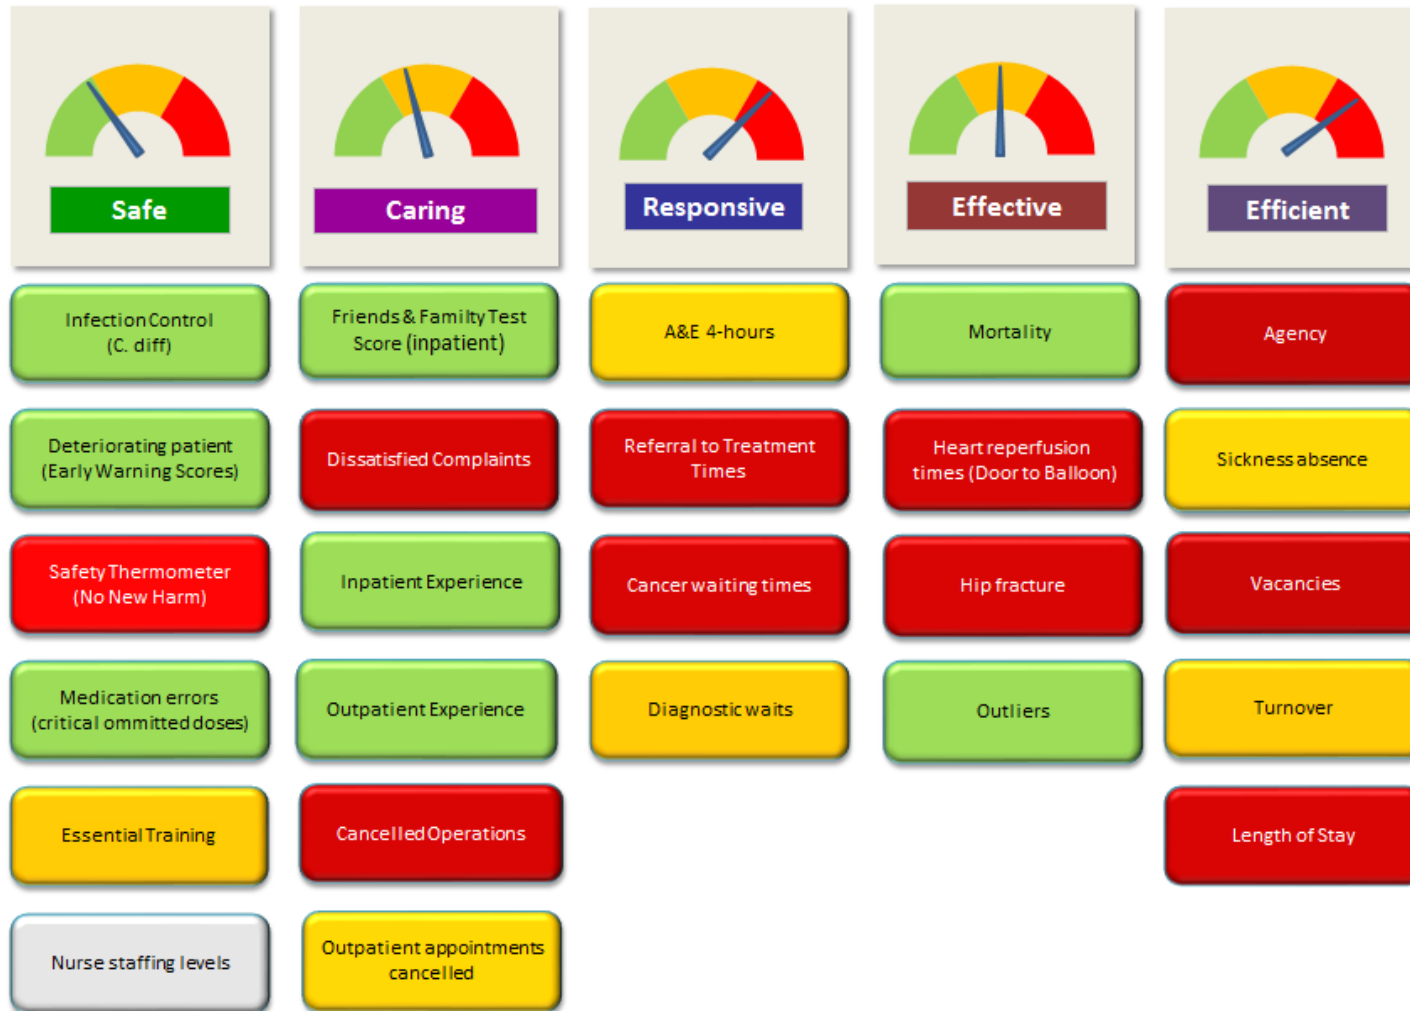 Safe
Caring
Responsive
Effective
Efficient
Infection Control
(C. diff)
Friends & Familty Test
Score (inpatient)
A&E 4-hours
Mortality
Agency
Deteriorating patient
(Early Warning Scores)
Dissatisfied Complaints
Referral to Treatment
Times
Heart reperfusion
times (Door to Balloon)
Sickness absence
Safety Thermometer
(No New Harm)
Inpatient Experience
Cancer waiting times
Hip fracture
Vacancies
Medication errors
(critical ommitted doses)
Outpatient Experience
Diagnostic waits
Outliers
Turnover
Essential Training
Cancelled Operations
Length of Stay
Nurse staffing levels
Outpatient appointments
cancelled